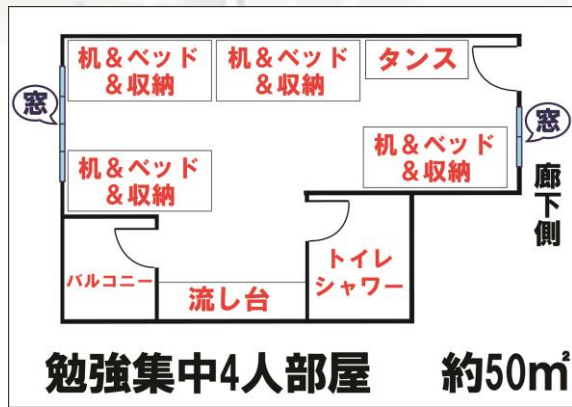 机＆ベッド
＆収納
机＆ベッド
＆収納
タンス
窓
窓
机＆ベッド
＆収納
机＆ベッド
＆収納
廊下側
バルコニー
流し台
トイレ
シャワー
勉強集中4人部屋 約50㎡